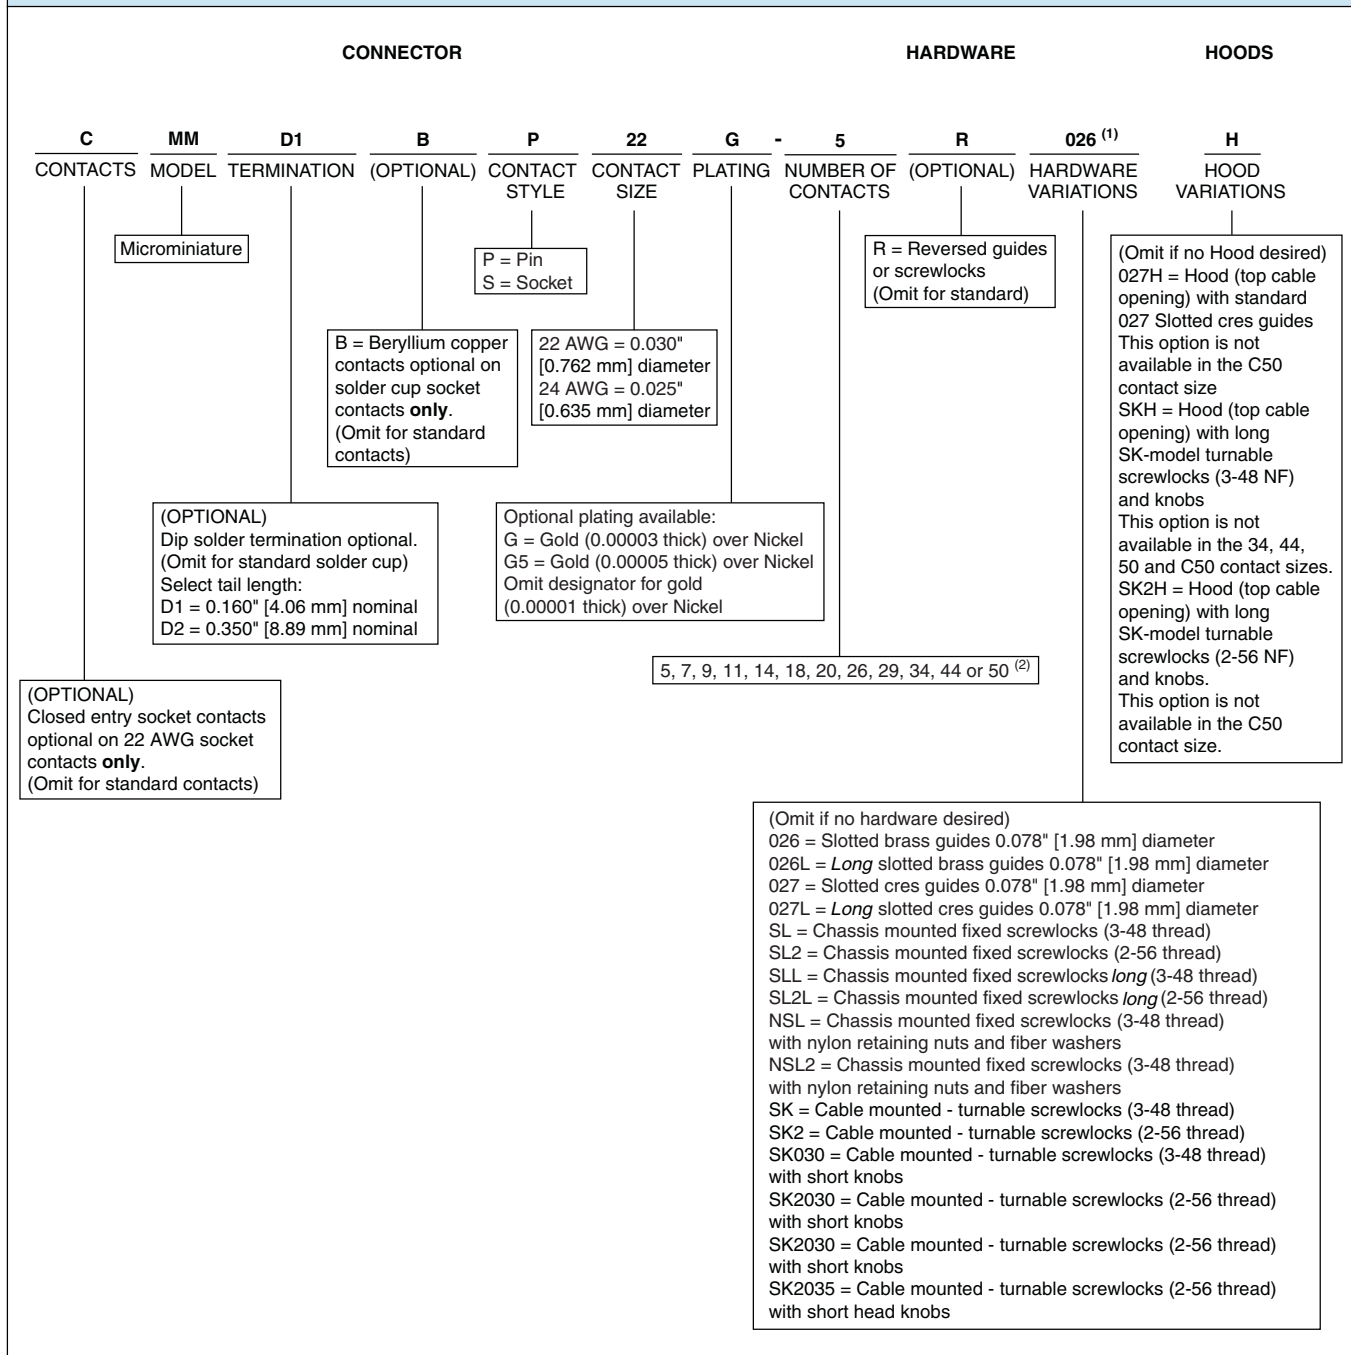 CONNECTOR
HARDWARE
HOODS
C MM D1 B P 22 G - 5 R 026 (1) H
CONTACTS
MODEL
TERMINATION
(OPTIONAL)
CONTACT
STYLE
CONTACT
SIZE
PLATING
NUMBER OF
CONTACTS
(OPTIONAL)
HARDWARE
VARIATIONS
HOOD
VARIATIONS
Microminiature
P = Pin
S = Socket
R = Reversed guides
or screwlocks
(Omit for standard)
(Omit if no Hood desired)
027H = Hood (top cable
opening) with standard
027 Slotted cres guides
This option is not
available in the C50
contact size
SKH = Hood (top cable
opening) with long
SK-model turnable
screwlocks (3-48 NF)
and knobs
This option is not
available in the 34, 44,
50 and C50 contact sizes.
SK2H = Hood (top cable
opening) with long
SK-model turnable
screwlocks (2-56 NF)
and knobs.
This option is not
available in the C50
contact size.
B = Beryllium copper
contacts optional on
solder cup socket
contacts only.
(Omit for standard
contacts)
22 AWG = 0.030"
[0.762 mm] diameter
24 AWG = 0.025"
[0.635 mm] diameter
(OPTIONAL)
Dip solder termination optional.
(Omit for standard solder cup)
Select tail length:
D1 = 0.160" [4.06 mm] nominal
D2 = 0.350" [8.89 mm] nominal
Optional plating available:
G = Gold (0.00003 thick) over Nickel
G5 = Gold (0.00005 thick) over Nickel
Omit designator for gold
(0.00001 thick) over Nickel
5, 7, 9, 11, 14, 18, 20, 26, 29, 34, 44 or 50 (2)
(OPTIONAL)
Closed entry socket contacts
optional on 22 AWG socket
contacts only.
(Omit for standard contacts)
(Omit if no hardware desired)
026 = Slotted brass guides 0.078" [1.98 mm] diameter
026L = Long slotted brass guides 0.078" [1.98 mm] diameter
027 = Slotted cres guides 0.078" [1.98 mm] diameter
027L = Long slotted cres guides 0.078" [1.98 mm] diameter
SL = Chassis mounted fixed screwlocks (3-48 thread)
SL2 = Chassis mounted fixed screwlocks (2-56 thread)
SLL = Chassis mounted fixed screwlocks long (3-48 thread)
SL2L = Chassis mounted fixed screwlocks long (2-56 thread)
NSL = Chassis mounted fixed screwlocks (3-48 thread)
with nylon retaining nuts and fiber washers
NSL2 = Chassis mounted fixed screwlocks (3-48 thread)
with nylon retaining nuts and fiber washers
SK = Cable mounted - turnable screwlocks (3-48 thread)
SK2 = Cable mounted - turnable screwlocks (2-56 thread)
SK030 = Cable mounted - turnable screwlocks (3-48 thread)
with short knobs
SK2030 = Cable mounted - turnable screwlocks (2-56 thread)
with short knobs
SK2030 = Cable mounted - turnable screwlocks (2-56 thread)
with short knobs
SK2035 = Cable mounted - turnable screwlocks (2-56 thread)
with short head knobs